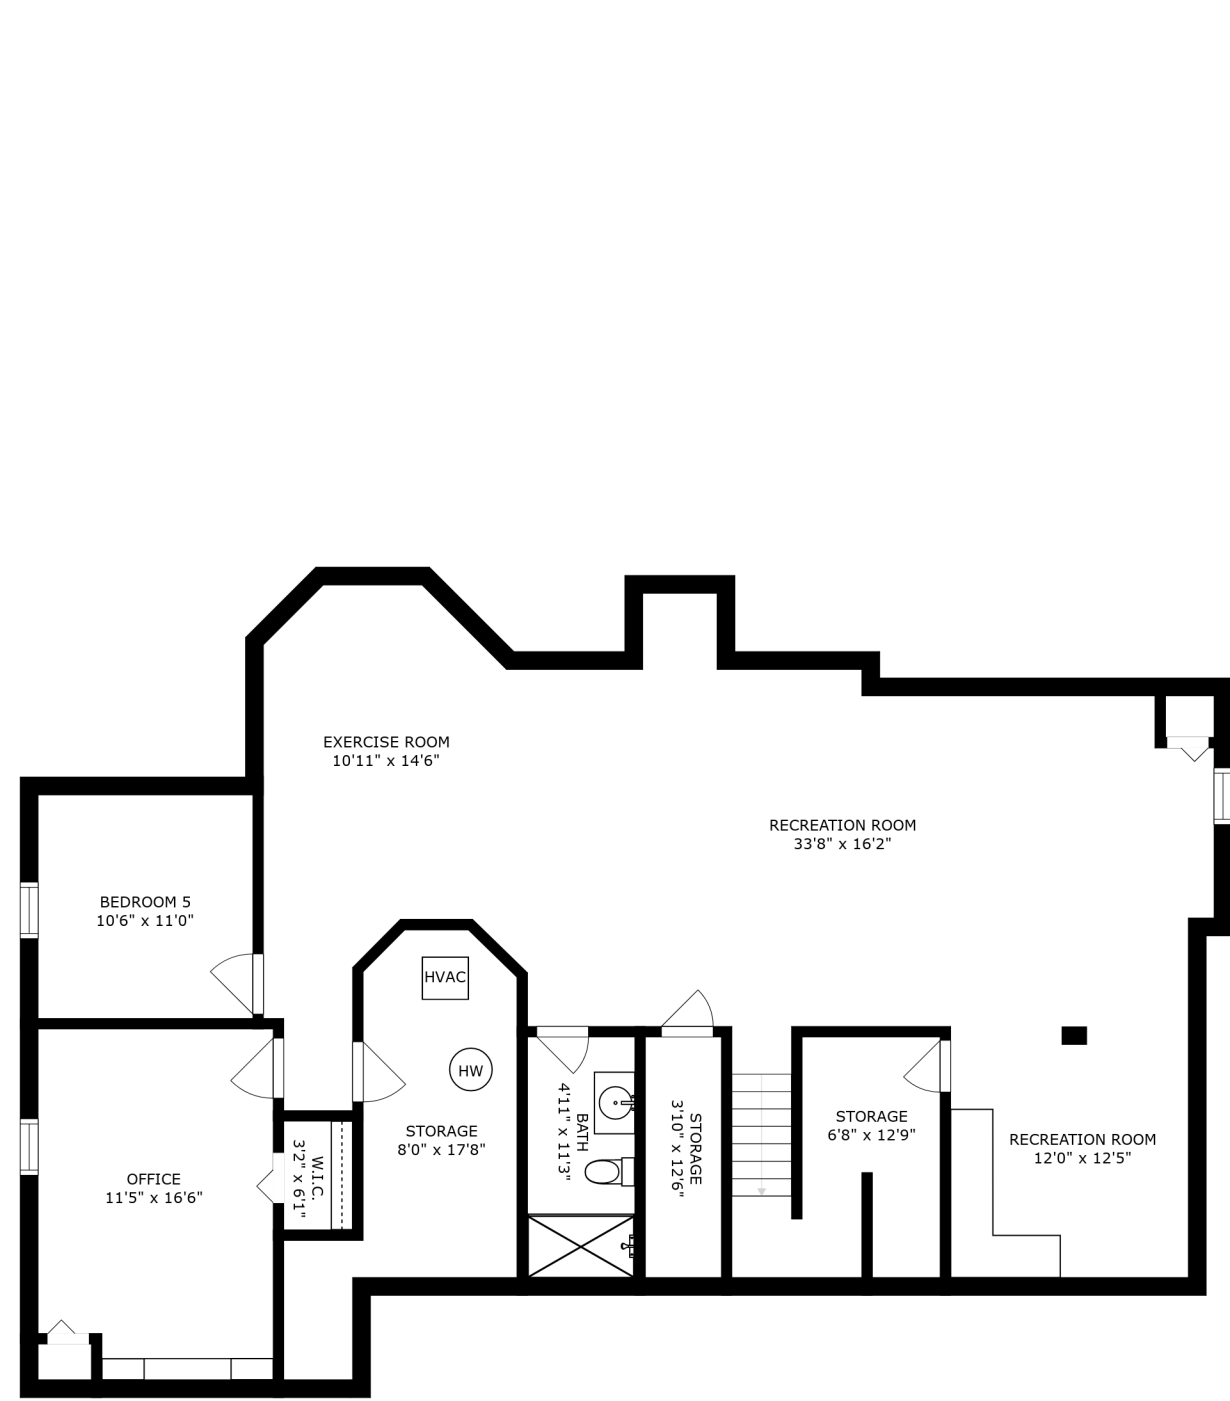 EXERCISE ROOM
10'11" x 14'6"
RECREATION ROOM
33'8" x 16'2"
BEDROOM 5
10'6" x 11'0"
HVAC
HW
STORAGE
8'0" x 17'8"
BATH
4'11" x 11'3"
STORAGE
3'10" x 12'6"
STORAGE
6'8" x 12'9"
RECREATION ROOM
12'0" x 12'5"
W.I.C.
3'2" x 6'1"
OFFICE
11'5" x 16'6"